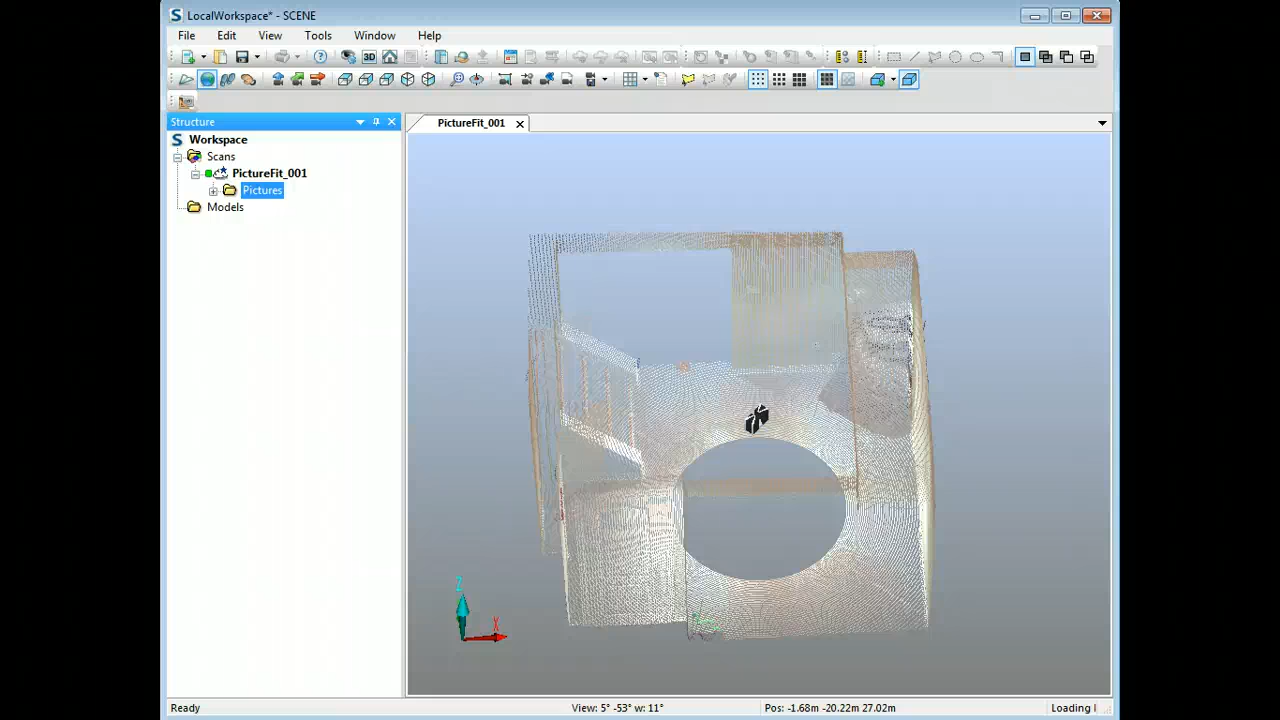 LocalWorkspace* - SCENE
File Edit View Tools Window Help
3D
Structure
PictureFit_001
Workspace
Scans
PictureFit_001
Pictures
Models
Z
X
Ready
View: 5° -53° w: 11°
Pos: -1.68m -20.22m 27.02m
Loading